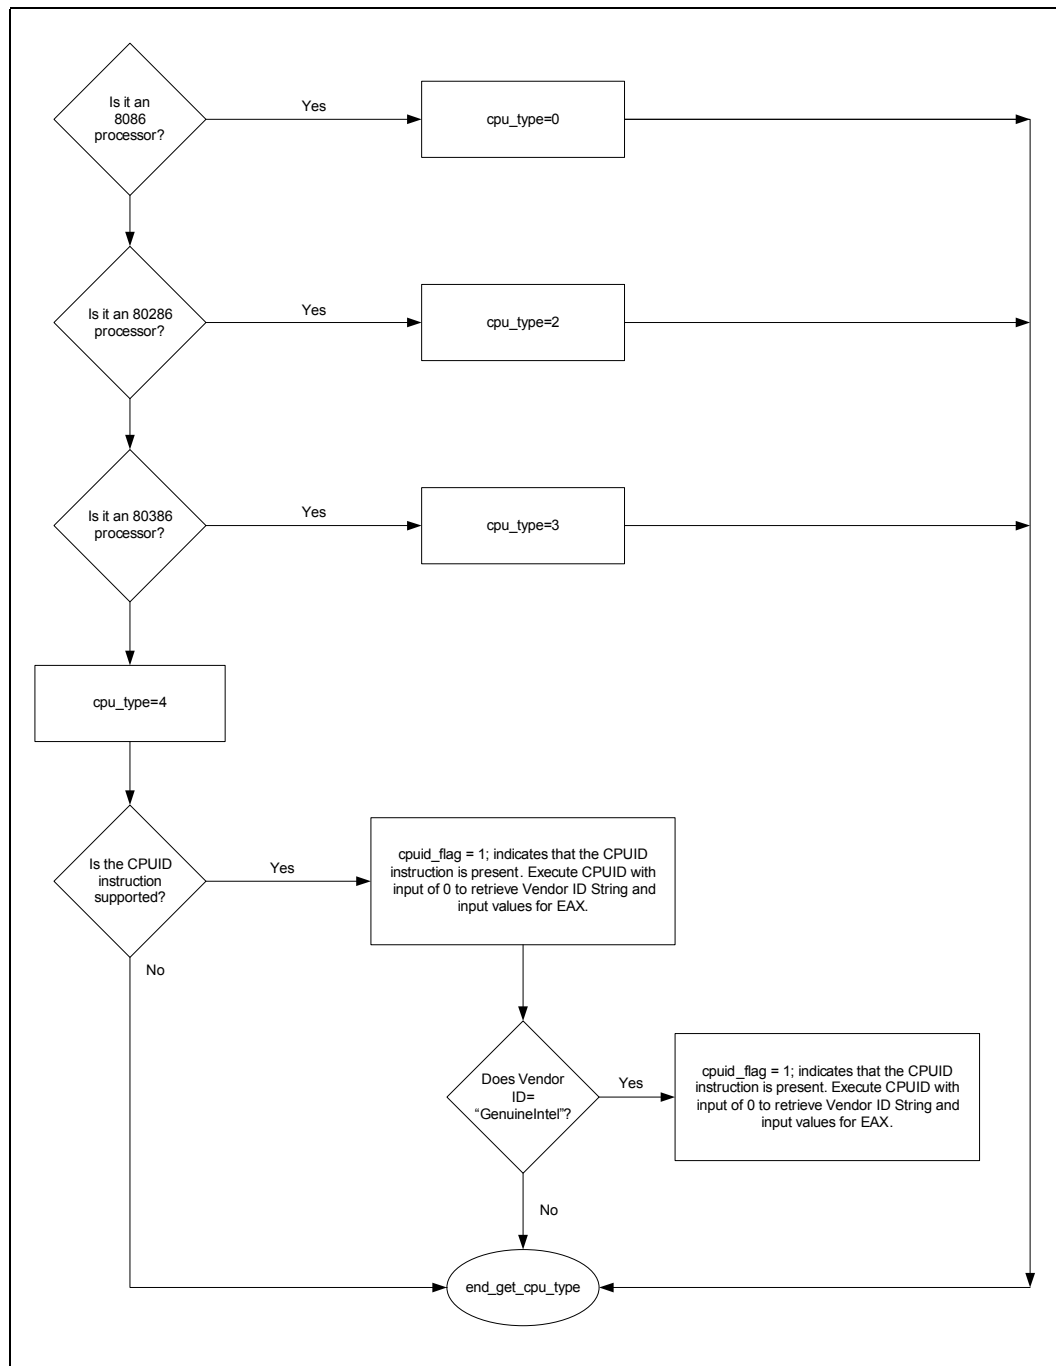 Is it an
8086
processor?
Yes
cpu_type=0
Is it an 80286
processor?
Yes
cpu_type=2
Is it an 80386
processor?
Yes
cpu_type=3
cpu_type=4
Is the CPUID
instruction
supported?
Yes
cpuid_flag = 1; indicates that the CPUID
instruction is present. Execute CPUID with
input of 0 to retrieve Vendor ID String and
input values for EAX.
No
Does Vendor
ID=
“GenuineIntel”?
Yes
cpuid_flag = 1; indicates that the CPUID
instruction is present. Execute CPUID with
input of 0 to retrieve Vendor ID String and
input values for EAX.
No
end_get_cpu_type